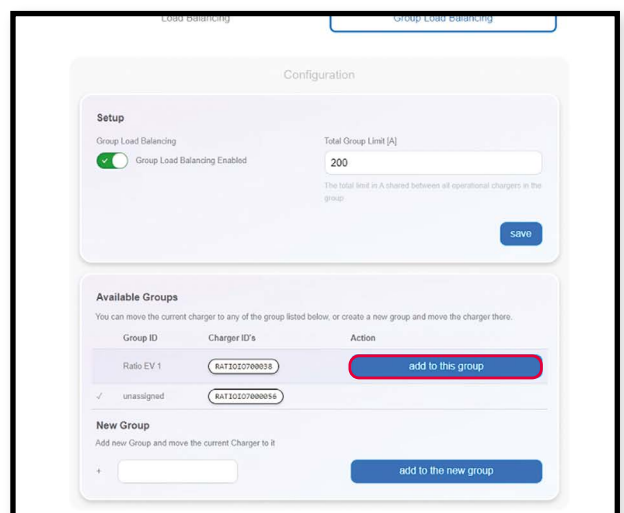 Load Balancing
Group Load Balancing
Configuration
Setup
Group Load Balancing
Group Load Balancing Enabled
Total Group Limit [A]
200
The total limit in A shared between all operational chargers in the
group
save
Available Groups
You can move the current charger to any of the group listed below, or create a new group and move the charger there.
Group ID Charger ID's Action
Ratio EV 1 RATIOIO700038 add to this group
✓ unassigned RATIOIO7000056
New Group
Add new Group and move the current Charger to it
+ add to the new group